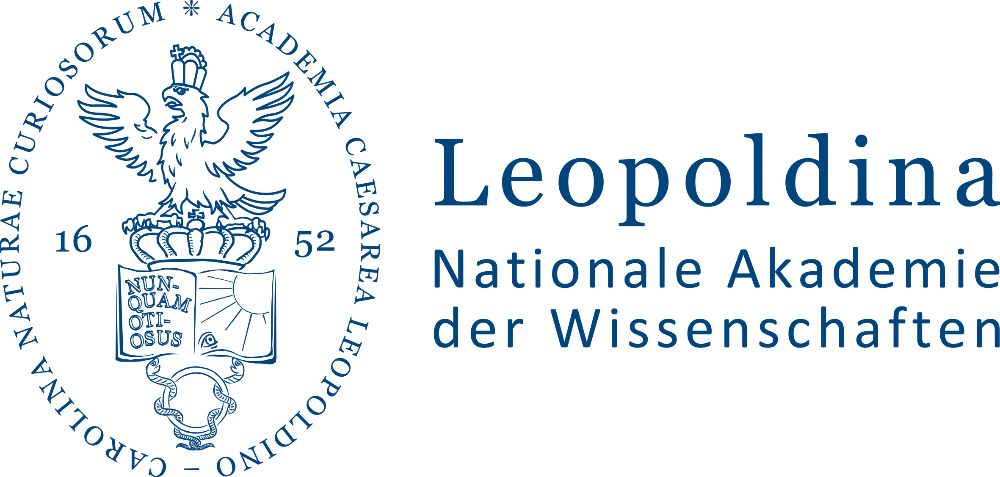 ACADEMIA CAESAREA LEOPOLDINO – CAROLINA NATURAE CURIOSORUM
16 52
NUN-
QUAM
OTI-
OSUS
Leopoldina
Nationale Akademie
der Wissenschaften